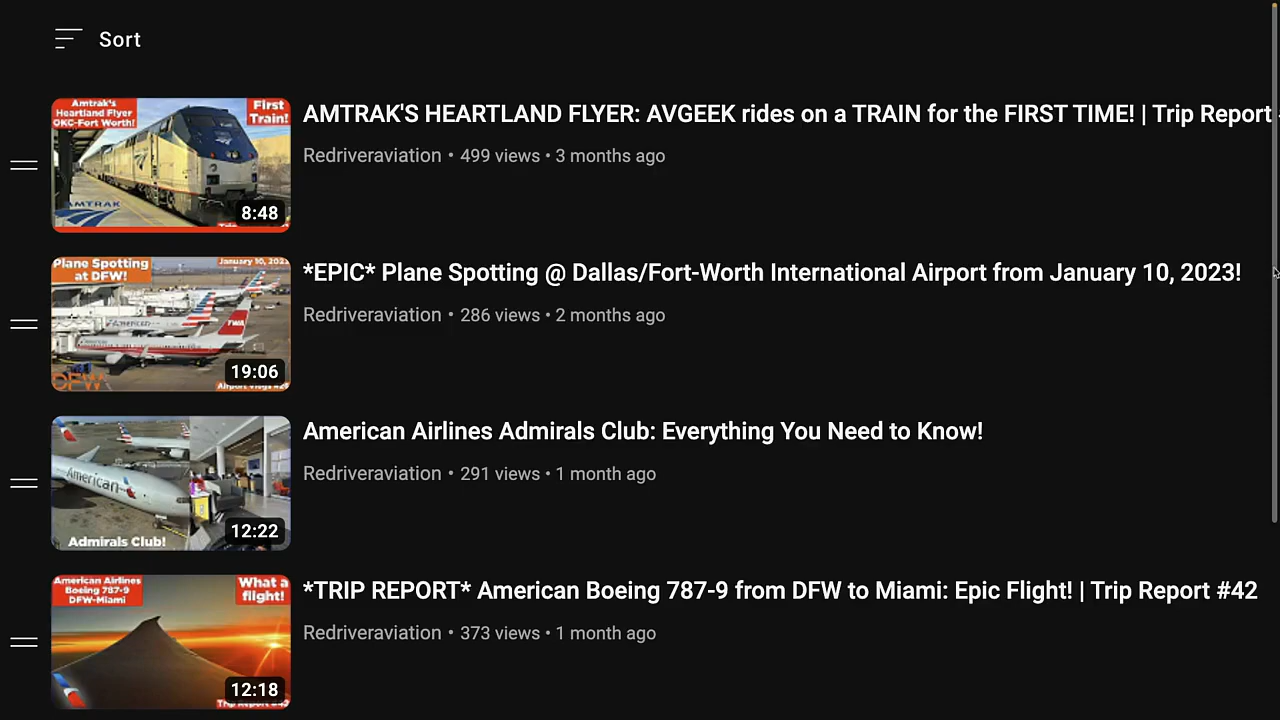 Sort
Amtrak's
Heartland Flyer
OKC-Fort Worth!
First
Train!
AMTRAK
8:48
AMTRAK'S HEARTLAND FLYER: AVGEEK rides on a TRAIN for the FIRST TIME! | Trip Report
Redriveraviation • 499 views • 3 months ago
Plane Spotting
at DFW!
January 10, 2023
American
TWA
DFW
19:06
*EPIC* Plane Spotting @ Dallas/Fort-Worth International Airport from January 10, 2023!
Redriveraviation • 286 views • 2 months ago
American
Admirals Club!
12:22
American Airlines Admirals Club: Everything You Need to Know!
Redriveraviation • 291 views • 1 month ago
American Airlines
Boeing 787-9
DFW-Miami
What a
flight!
12:18
*TRIP REPORT* American Boeing 787-9 from DFW to Miami: Epic Flight! | Trip Report #42
Redriveraviation • 373 views • 1 month ago